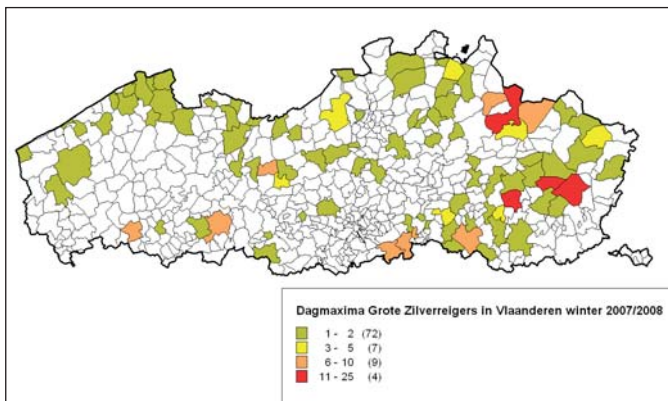 Dagmaxima Grote Zilverreigers in Vlaanderen winter 2007/2008
1 - 2 (72)
3 - 5 (7)
6 - 10 (9)
11 - 25 (4)